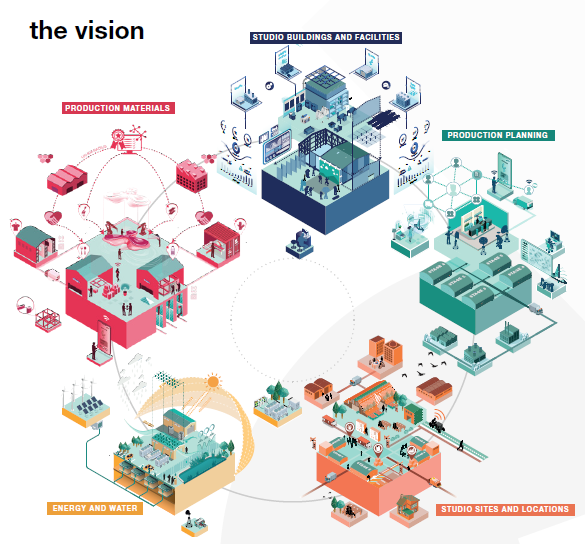 the vision
STUDIO BUILDINGS AND FACILITIES
PRODUCTION MATERIALS
PRODUCTION PLANNING
ENERGY AND WATER
STUDIO SITES AND LOCATIONS